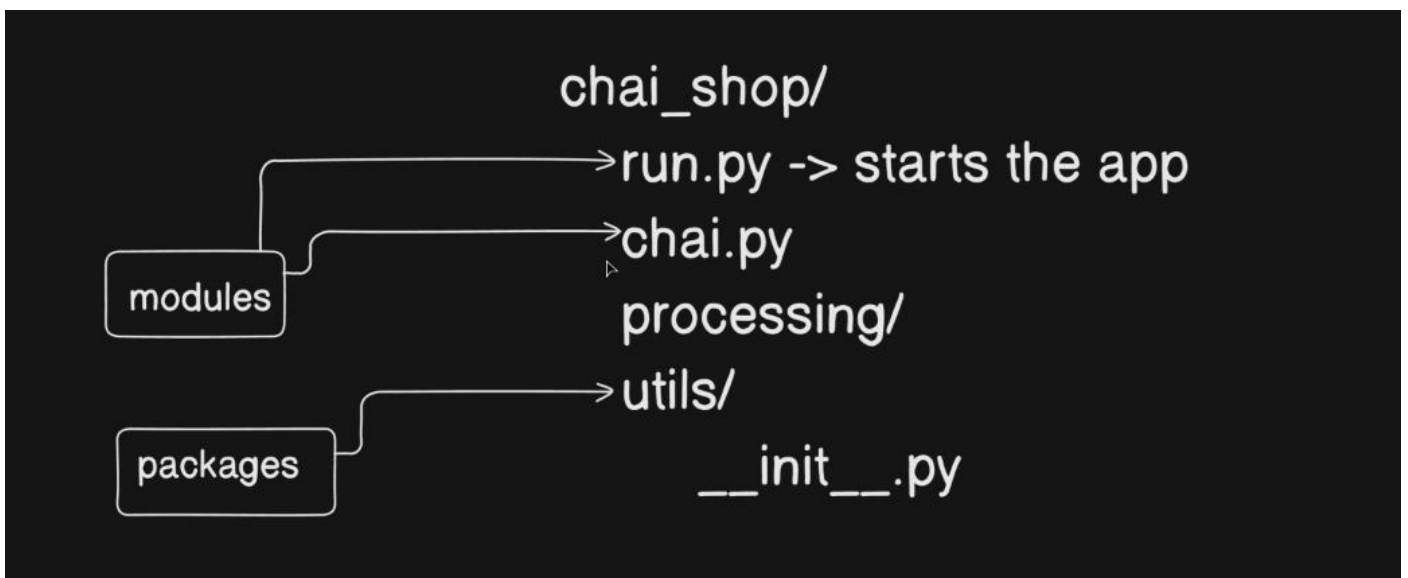 chai_shop/
run.py -> starts the app
chai.py
modules
processing/
utils/
packages
__init__.py